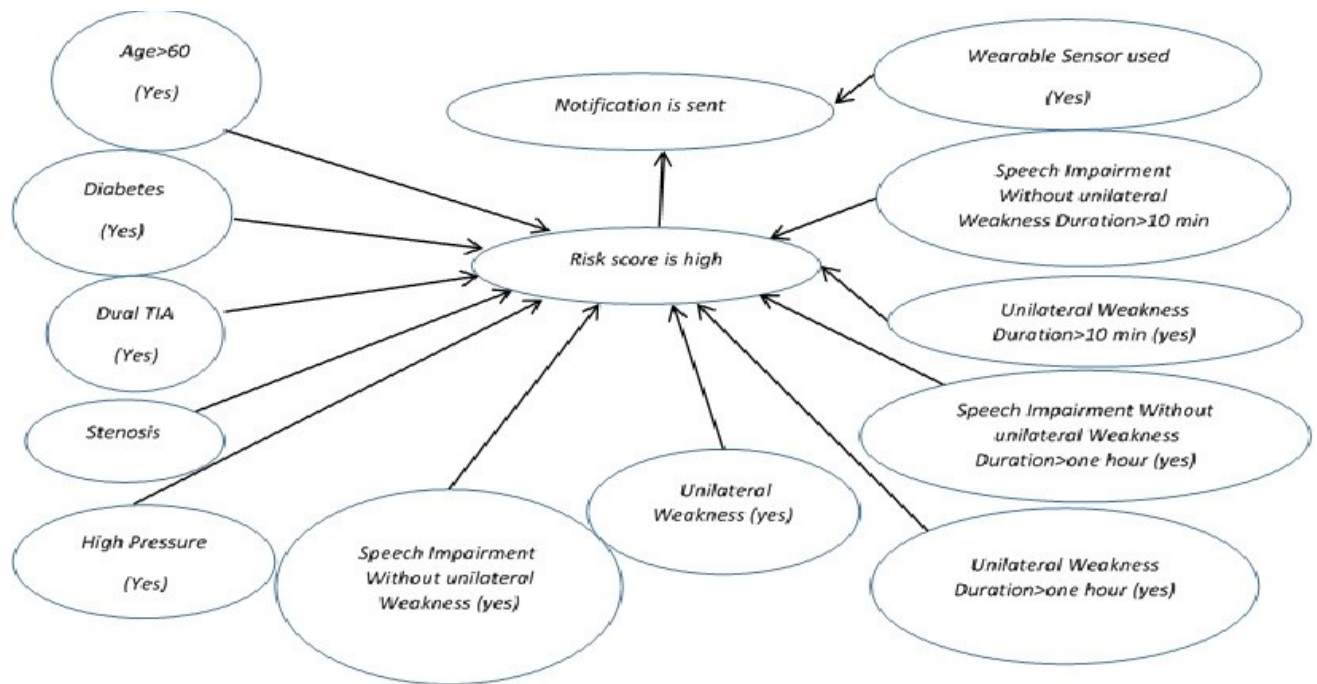 Age>60
(Yes)
Notification is sent
Wearable Sensor used
(Yes)
Diabetes
(Yes)
Speech Impairment
Without unilateral
Weakness Duration>10 min
Risk score is high
Dual TIA
(Yes)
Unilateral Weakness
Duration>10 min (yes)
Stenosis
Speech Impairment Without
unilateral Weakness
Duration>one hour (yes)
High Pressure
(Yes)
Speech Impairment
Without unilateral
Weakness (yes)
Unilateral
Weakness (yes)
Unilateral Weakness
Duration>one hour (yes)